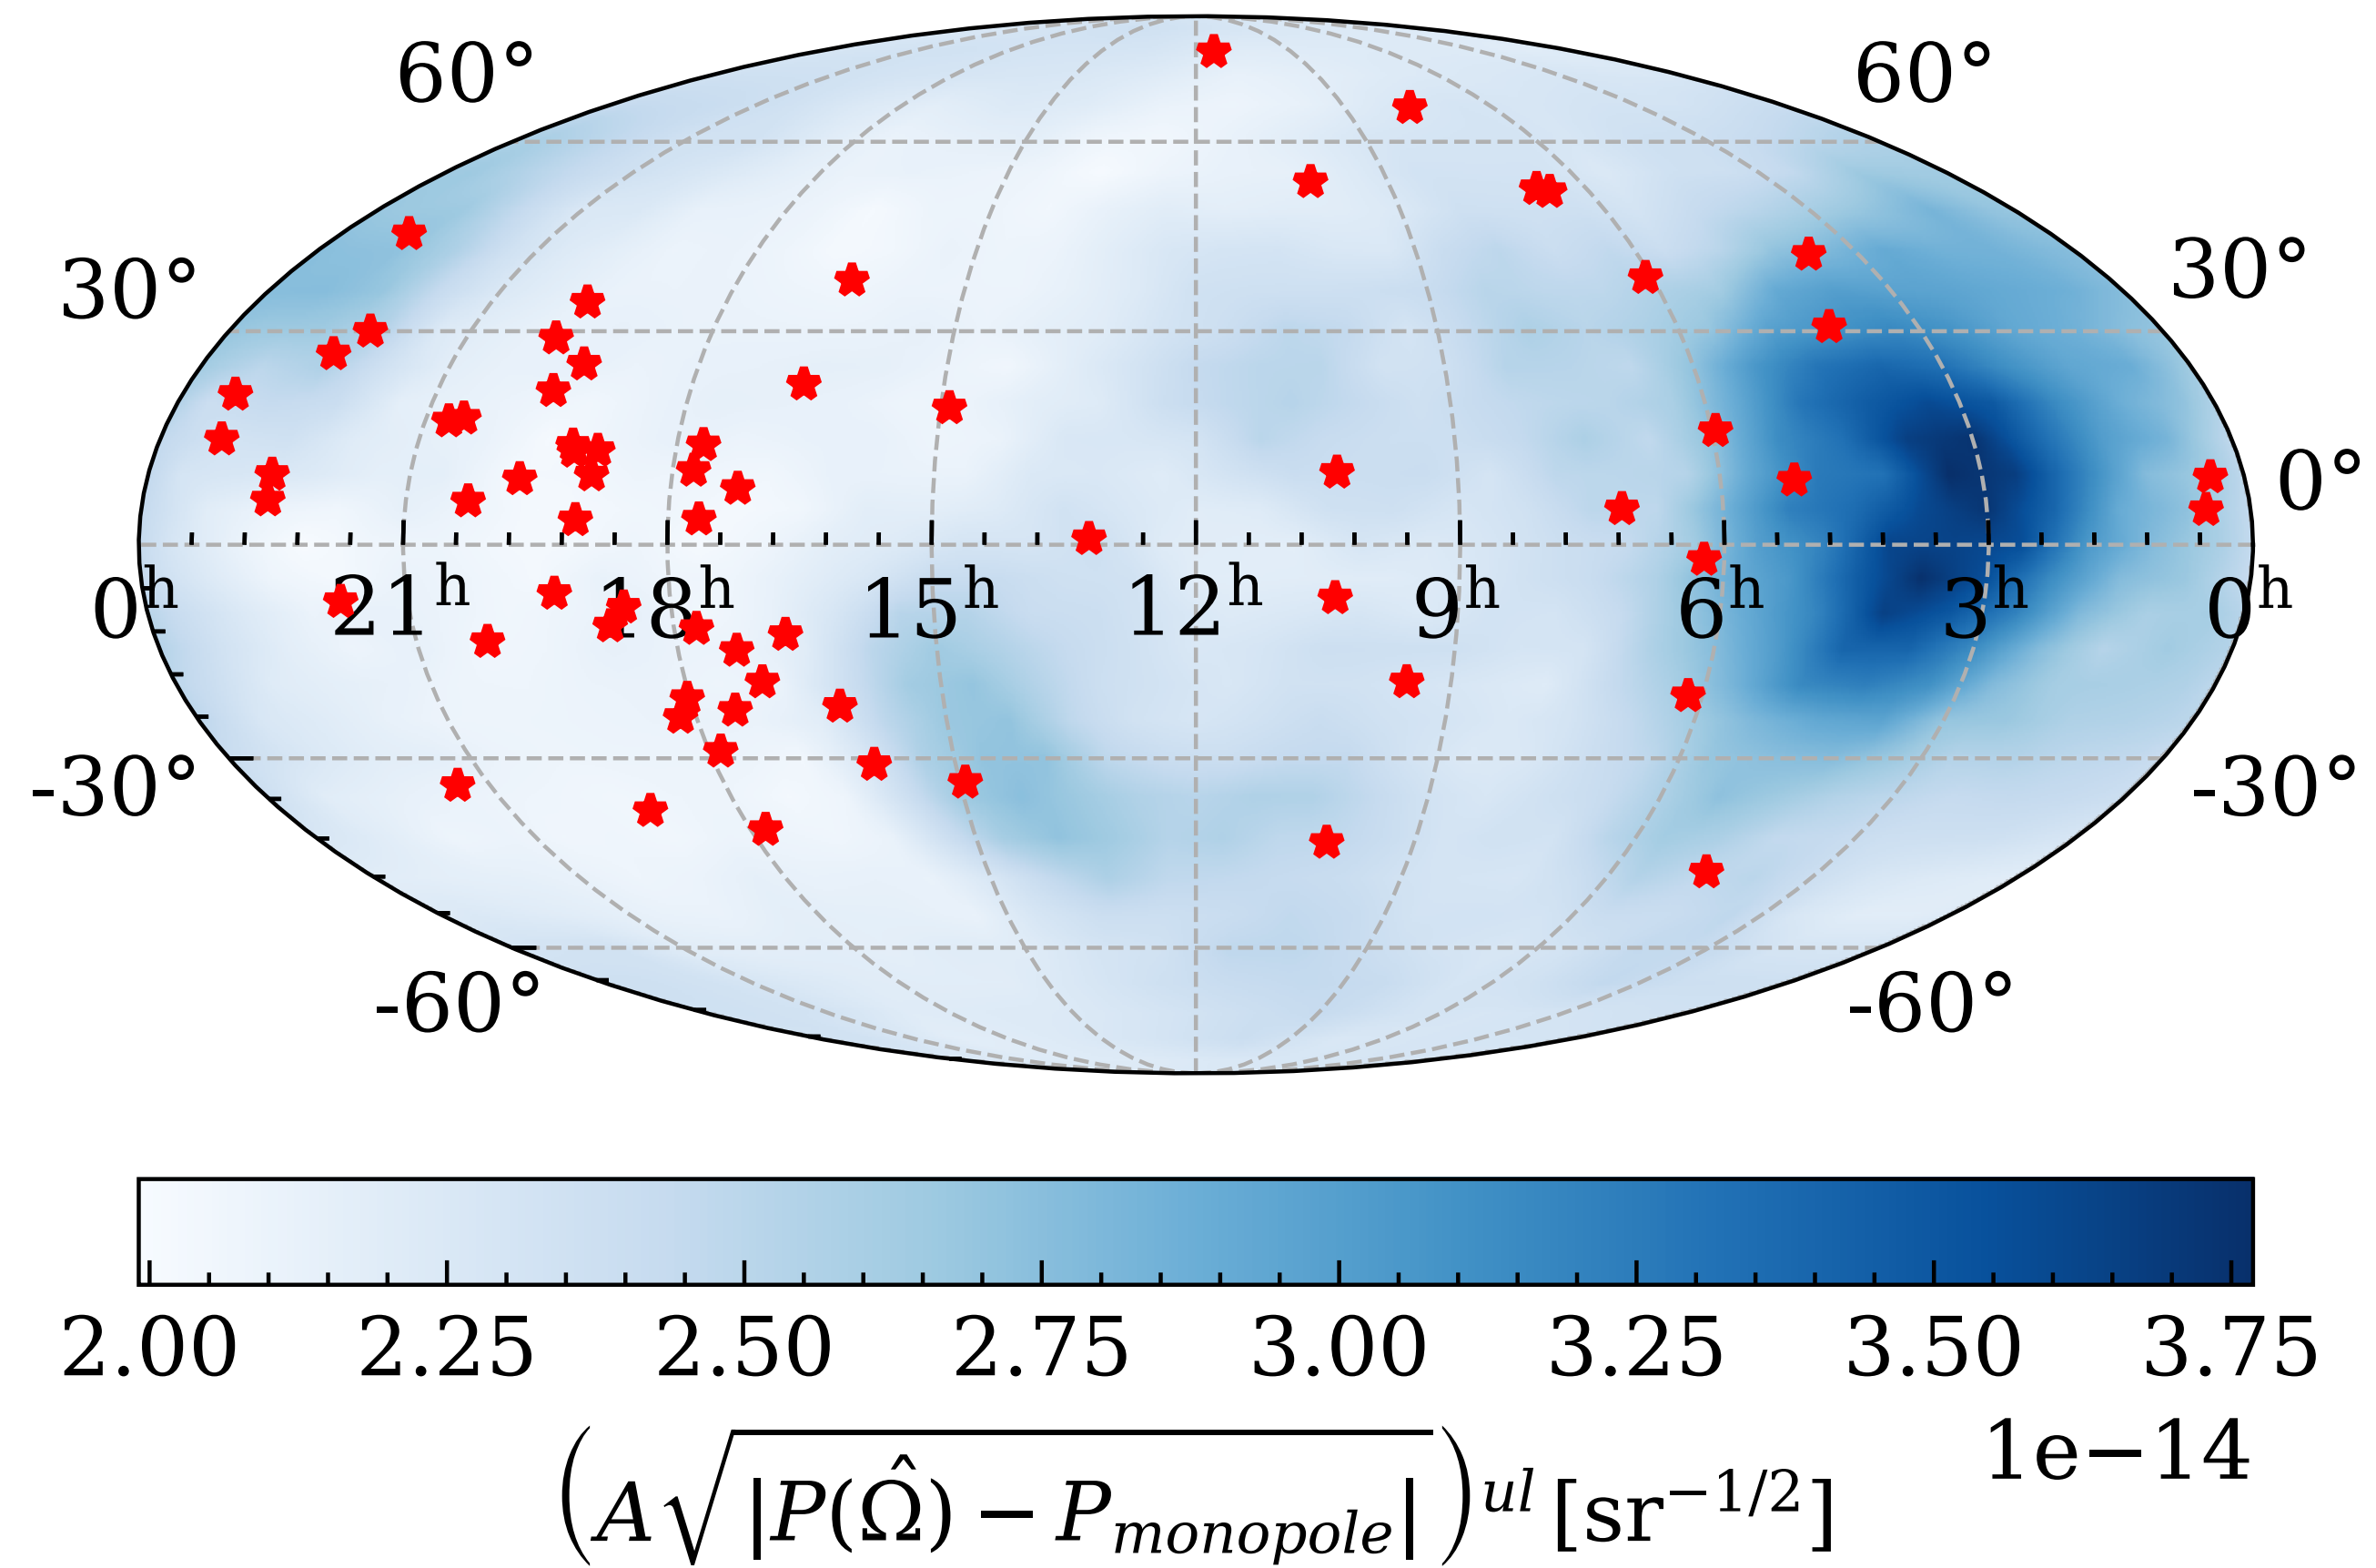 60° 60°
30° 30°
0°
0ʰ 21ʰ 18ʰ 15ʰ 12ʰ 9ʰ 6ʰ 3ʰ 0ʰ
-30° -30°
-60° -60°
2.00 2.25 2.50 2.75 3.00 3.25 3.50 3.75
1e−14
(A√|P(Ω̂) − P_monopole|)^ul [sr^−1/2]